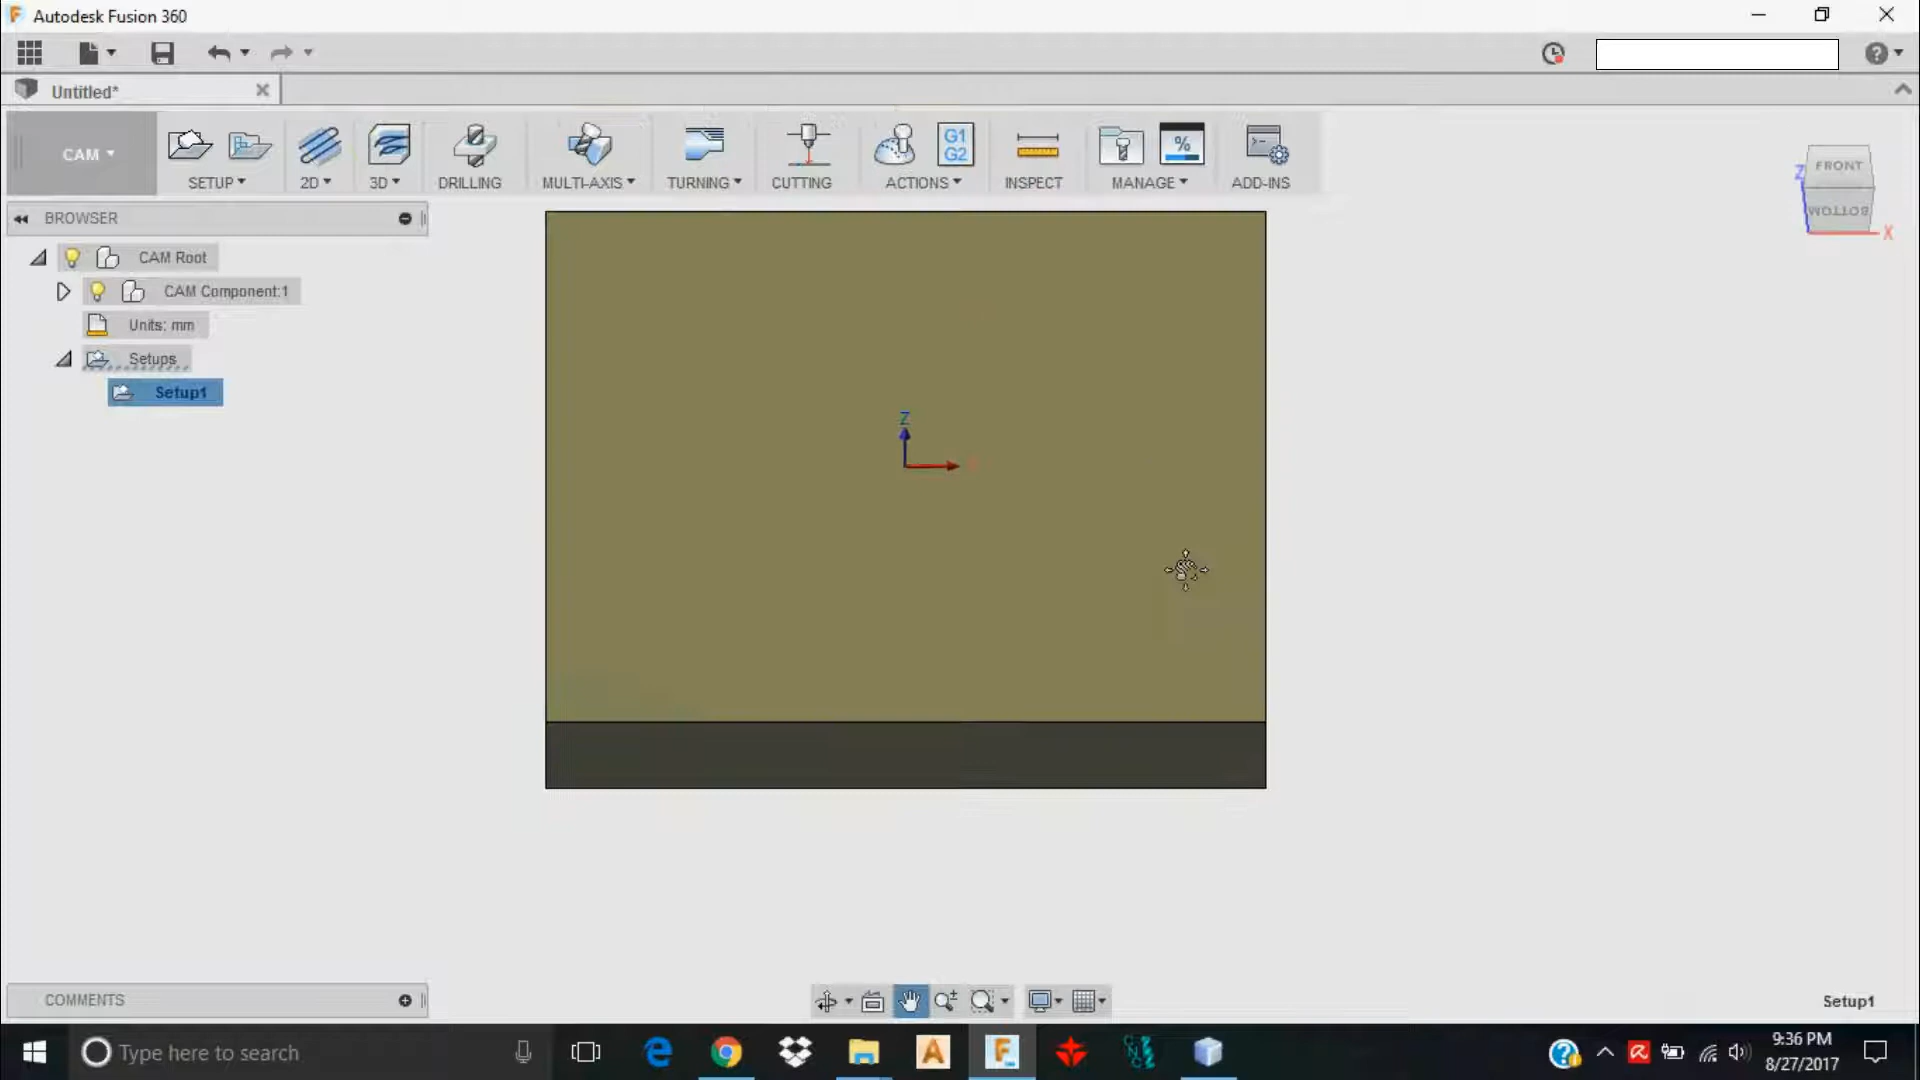 Autodesk Fusion 360
Untitled*
CAM
SETUP
2D
3D
DRILLING
MULTI-AXIS
TURNING
CUTTING
G1
G2
ACTIONS
INSPECT
%
MANAGE
ADD-INS
FRONT
BOTTOM
Z
X
BROWSER
CAM Root
CAM Component:1
Units: mm
Setups
Setup1
Z
COMMENTS
Setup1
Type here to search
CNC
9:36 PM
8/27/2017